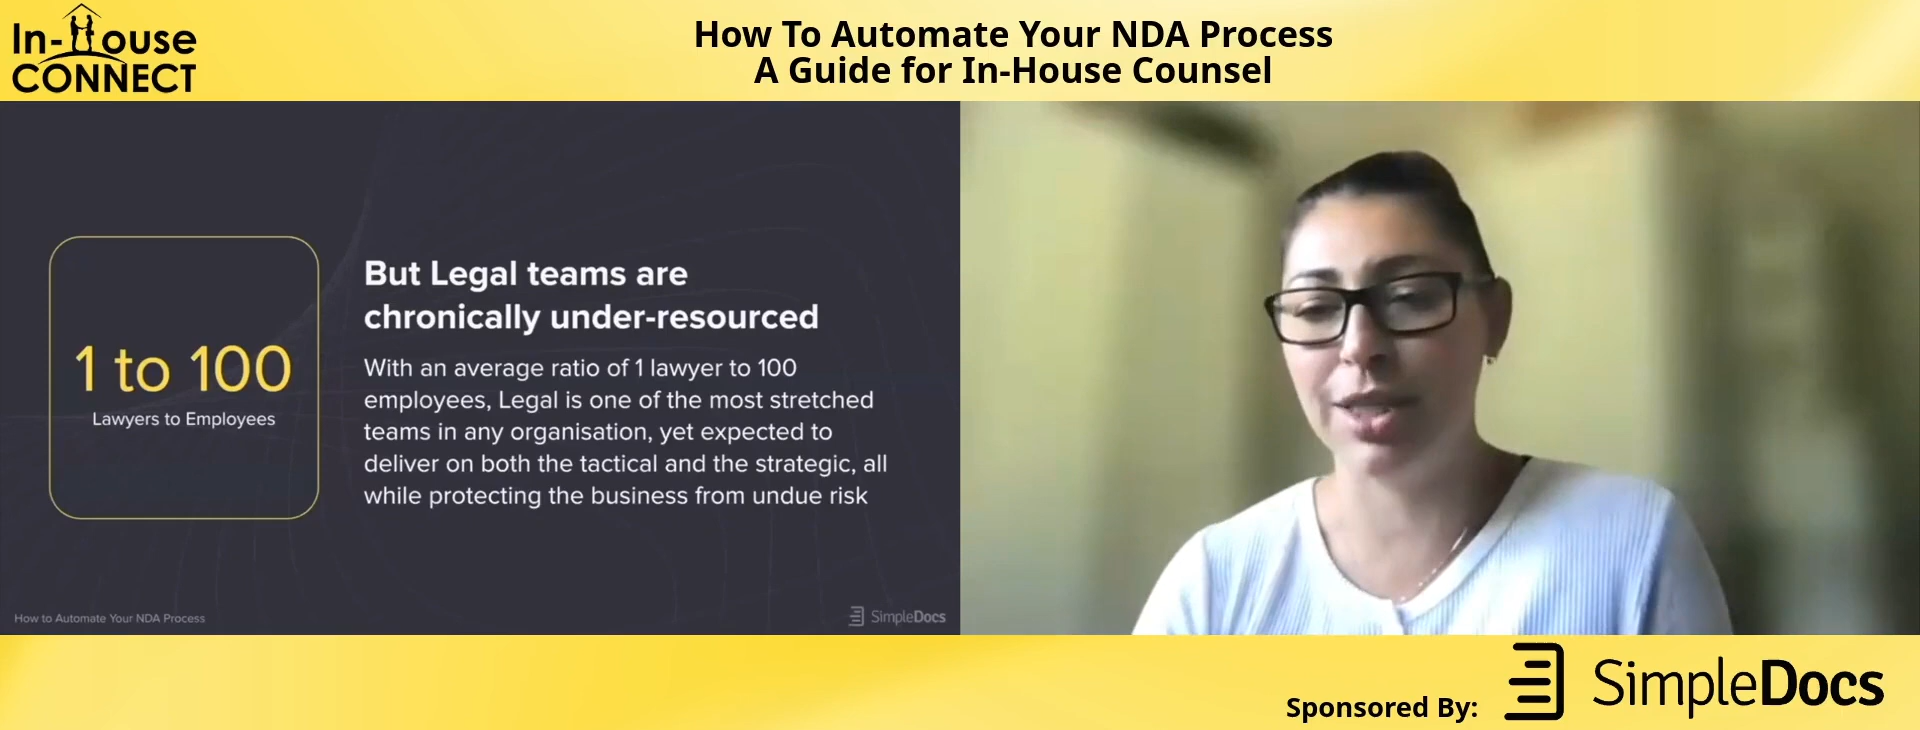 In-House
CONNECT
How To Automate Your NDA Process
A Guide for In-House Counsel
1 to 100
Lawyers to Employees
But Legal teams are
chronically under-resourced
With an average ratio of 1 lawyer to 100
employees, Legal is one of the most stretched
teams in any organisation, yet expected to
deliver on both the tactical and the strategic, all
while protecting the business from undue risk
How to Automate Your NDA Process
SimpleDocs
Sponsored By:
SimpleDocs